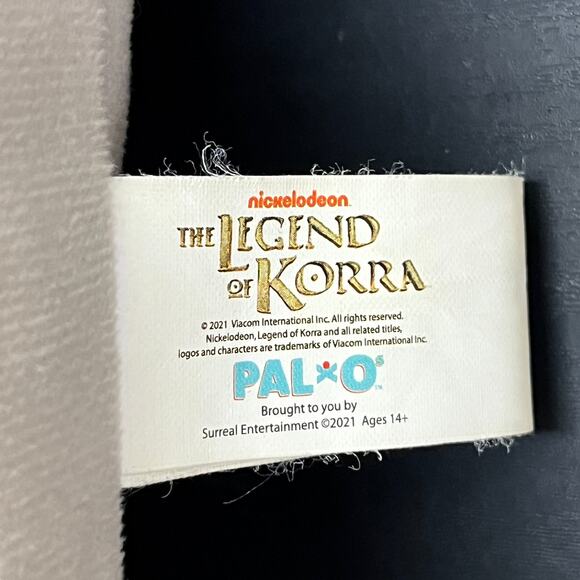 nickelodeon™
THE LEGEND
OF KORRA
© 2021 Viacom International Inc. All rights reserved.
Nickelodeon, Legend of Korra and all related titles,
logos and characters are trademarks of Viacom International Inc.
PAL*Os™
Brought to you by
Surreal Entertainment ©2021 Ages 14+